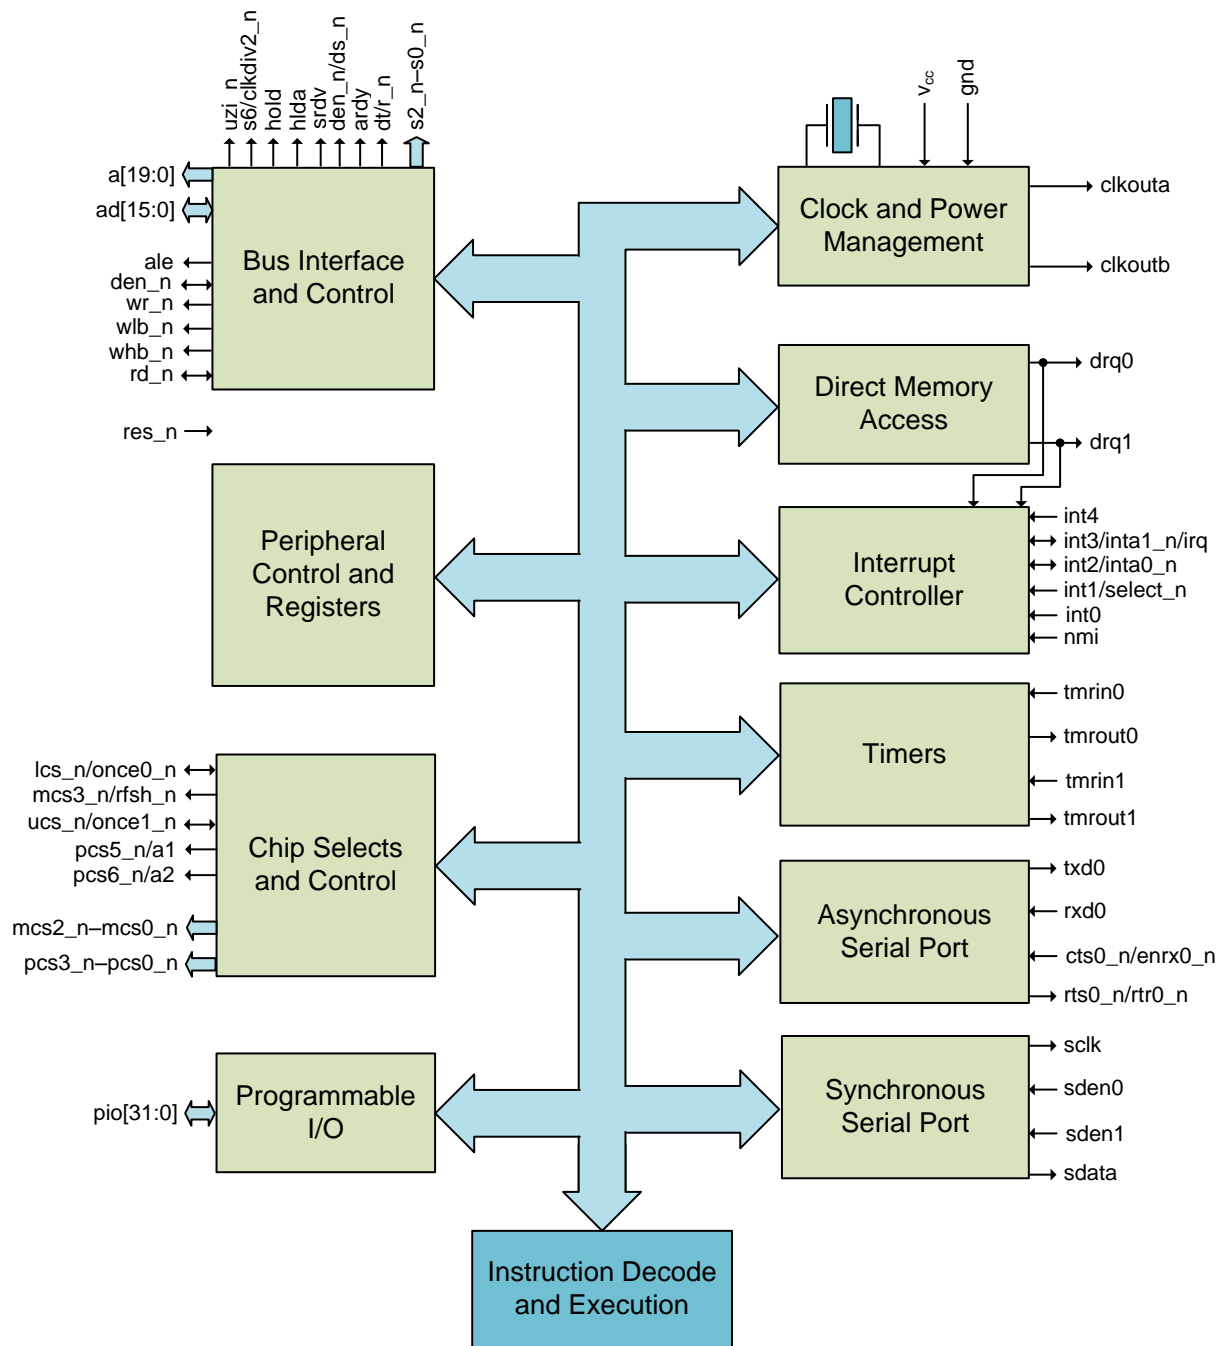 uzi_n
s6/clkdiv2_n
hold
hlda
srdv
den_n/ds_n
ardy
dt/r_n
s2_n–s0_n
a[19:0]
ad[15:0]
ale
den_n
wr_n
wlb_n
whb_n
rd_n
res_n
Bus Interface
and Control
Peripheral
Control and
Registers
lcs_n/once0_n
mcs3_n/rfsh_n
ucs_n/once1_n
pcs5_n/a1
pcs6_n/a2
mcs2_n–mcs0_n
pcs3_n–pcs0_n
Chip Selects
and Control
pio[31:0]
Programmable
I/O
vcc
gnd
Clock and Power
Management
clkouta
clkoutb
Direct Memory
Access
drq0
drq1
Interrupt
Controller
int4
int3/inta1_n/irq
int2/inta0_n
int1/select_n
int0
nmi
Timers
tmrin0
tmrout0
tmrin1
tmrout1
Asynchronous
Serial Port
txd0
rxd0
cts0_n/enrx0_n
rts0_n/rtr0_n
Synchronous
Serial Port
sclk
sden0
sden1
sdata
Instruction Decode
and Execution